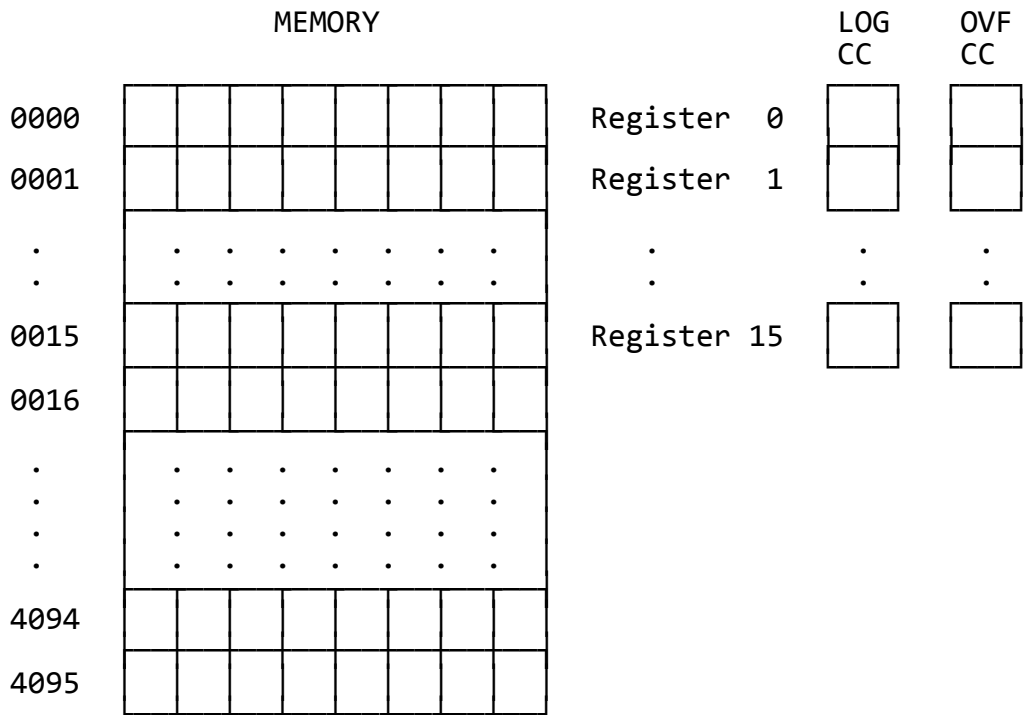 MEMORY LOG OVF
CC CC
0000 Register 0
0001 Register 1
. . . . . . . . . . .
. . . . . . . . . . .
0015 Register 15
0016
. . . . . . . .
. . . . . . . .
. . . . . . . .
. . . . . . . .
4094
4095